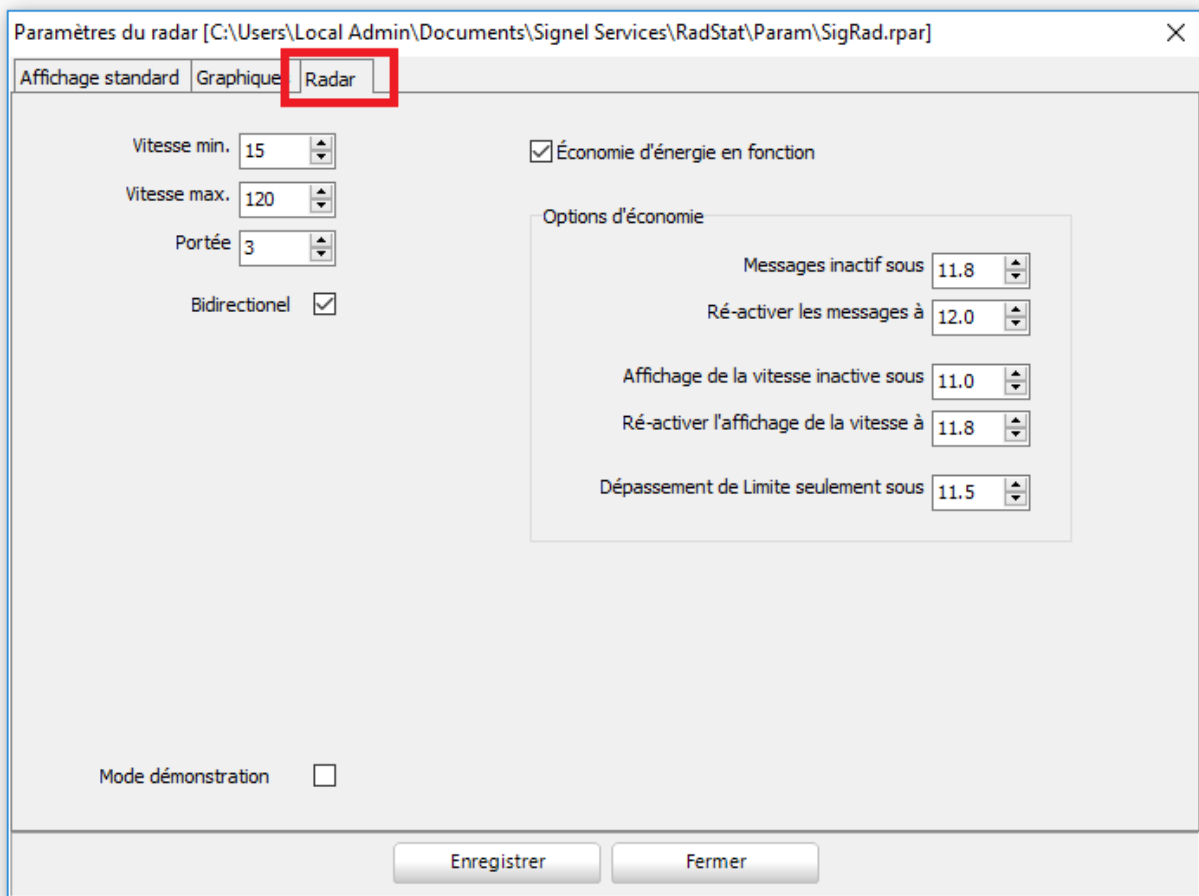 Paramètres du radar [C:\Users\Local Admin\Documents\Signel Services\RadStat\Param\SigRad.rpar]
Affichage standard Graphique Radar
Vitesse min. 15
Vitesse max. 120
Portée 3
Bidirectionel
Économie d'énergie en fonction
Options d'économie
Messages inactif sous 11.8
Ré-activer les messages à 12.0
Affichage de la vitesse inactive sous 11.0
Ré-activer l'affichage de la vitesse à 11.8
Dépassement de Limite seulement sous 11.5
Mode démonstration
Enregistrer Fermer